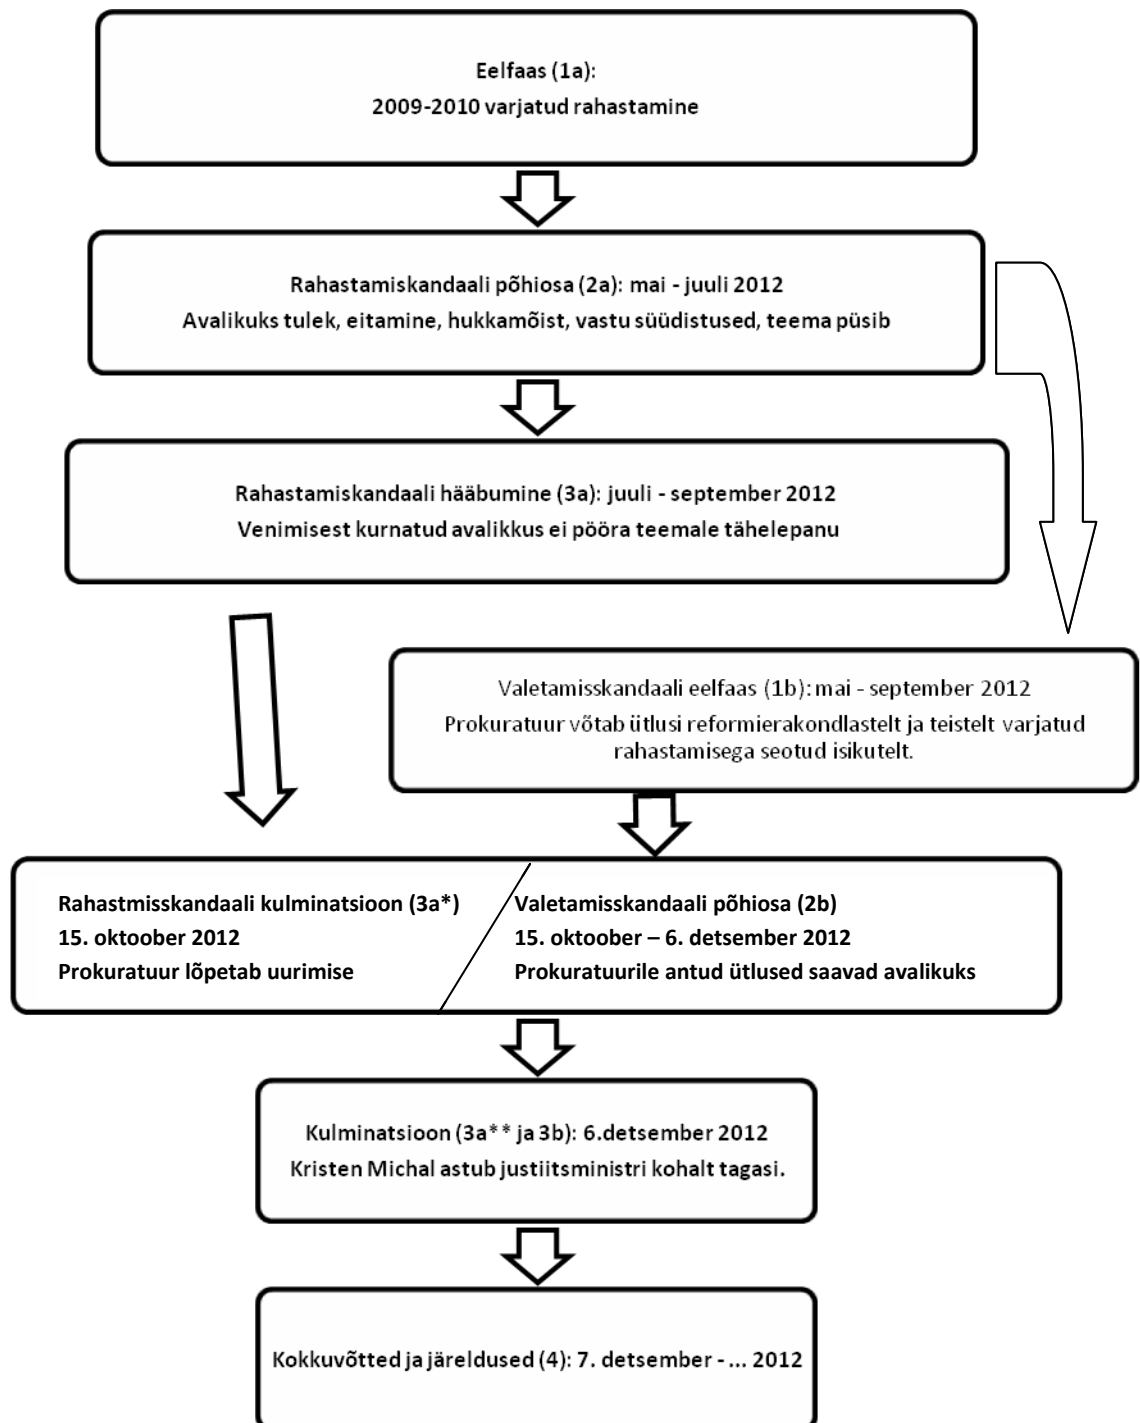 Eelfaas (1a):
2009-2010 varjatud rahastamine
Rahastamiskandaali põhiosa (2a): mai - juuli 2012
Avalikuks tulek, eitamine, hukkamõist, vastu süüdistused, teema püsib
Rahastamiskandaali hääbumine (3a): juuli - september 2012
Venimisest kurnatud avalikkus ei pööra teemale tähelepanu
Valetamisskandaali eelfaas (1b): mai - september 2012
Prokuratuur võtab ütlusi reformierakondlastelt ja teistelt varjatud
rahastamisega seotud isikutelt.
Rahastmisskandaali kulminatsioon (3a*)
15. oktoober 2012
Prokuratuur lõpetab uurimise
Valetamisskandaali põhiosa (2b)
15. oktoober – 6. detsember 2012
Prokuratuurile antud ütlused saavad avalikuks
Kulminatsioon (3a** ja 3b): 6.detsember 2012
Kristen Michal astub justiitsministri kohalt tagasi.
Kokkuvõtted ja järeldused (4): 7. detsember - ... 2012